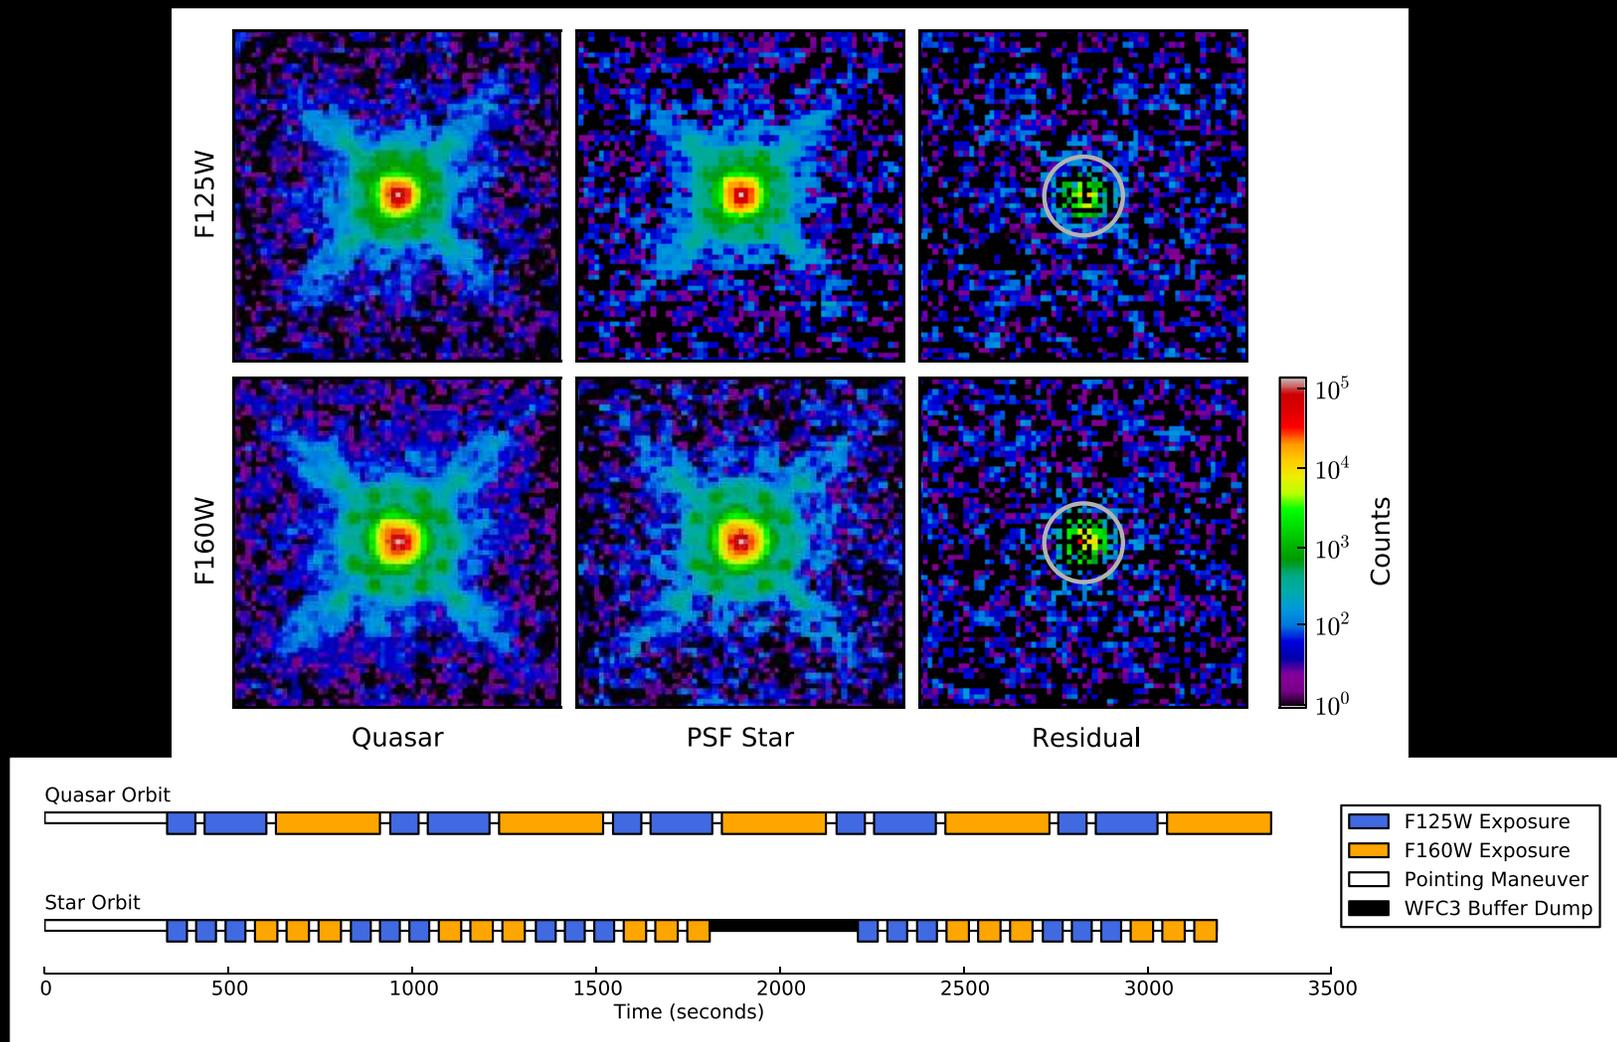 F125W
F160W
10^5
10^4
10^3
10^2
10^0
Counts
Quasar
PSF Star
Residual
Quasar Orbit
Star Orbit
F125W Exposure
F160W Exposure
Pointing Maneuver
WFC3 Buffer Dump
0 500 1000 1500 2000 2500 3000 3500
Time (seconds)